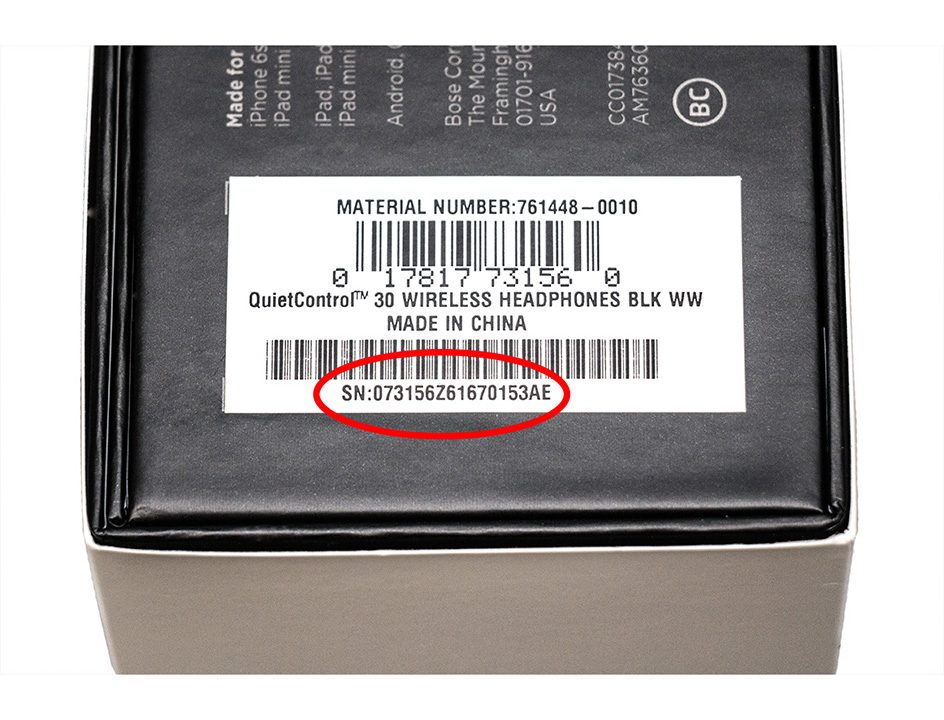 Made for
iPhone 6s
iPad mini
iPad, iPad
iPad mini
Android,
Bose Cor
The Moun
Framingh
01701-916
USA
CC017384
AM76360
BC
MATERIAL NUMBER:761448-0010
0 17817 73156 0
QuietControl™ 30 WIRELESS HEADPHONES BLK WW
MADE IN CHINA
SN:073156Z61670153AE